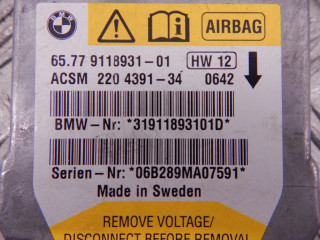 BMW
AIRBAG
65.77 9118931-01 HW 12
ACSM 220 4391-34 0642
BMW-Nr: *31911893101D*
Serien-Nr: *06B289MA07591*
Made in Sweden
REMOVE VOLTAGE/
DISCONNECT BEFORE REMOVAL